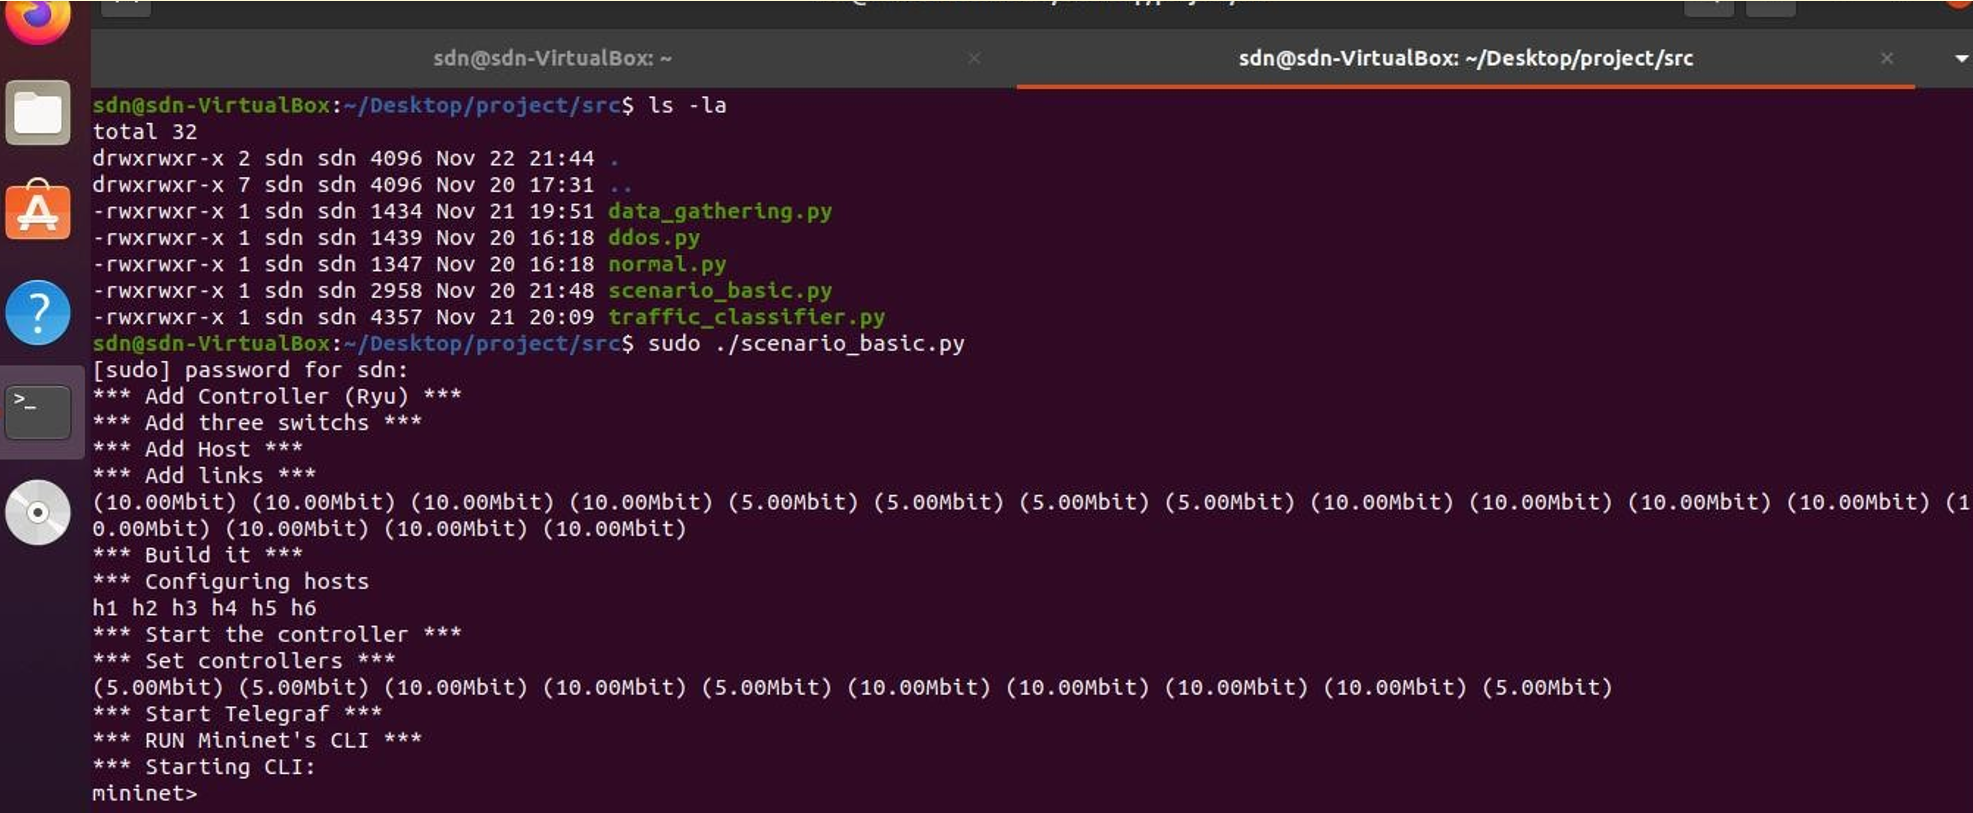 sdn@sdn-VirtualBox: ~
sdn@sdn-VirtualBox: ~/Desktop/project/src
sdn@sdn-VirtualBox:~/Desktop/project/src$ ls -la
total 32
drwxrwxr-x 2 sdn sdn 4096 Nov 22 21:44 .
drwxrwxr-x 7 sdn sdn 4096 Nov 20 17:31 ..
-rwxrwxr-x 1 sdn sdn 1434 Nov 21 19:51 data_gathering.py
-rwxrwxr-x 1 sdn sdn 1439 Nov 20 16:18 ddos.py
-rwxrwxr-x 1 sdn sdn 1347 Nov 20 16:18 normal.py
-rwxrwxr-x 1 sdn sdn 2958 Nov 20 21:48 scenario_basic.py
-rwxrwxr-x 1 sdn sdn 4357 Nov 21 20:09 traffic_classifier.py
sdn@sdn-VirtualBox:~/Desktop/project/src$ sudo ./scenario_basic.py
[sudo] password for sdn:
*** Add Controller (Ryu) ***
*** Add three switchs ***
*** Add Host ***
*** Add links ***
(10.00Mbit) (10.00Mbit) (10.00Mbit) (10.00Mbit) (5.00Mbit) (5.00Mbit) (5.00Mbit) (5.00Mbit) (10.00Mbit) (10.00Mbit) (10.00Mbit) (10.00Mbit) (1
0.00Mbit) (10.00Mbit) (10.00Mbit) (10.00Mbit)
*** Build it ***
*** Configuring hosts
h1 h2 h3 h4 h5 h6
*** Start the controller ***
*** Set controllers ***
(5.00Mbit) (5.00Mbit) (10.00Mbit) (10.00Mbit) (5.00Mbit) (10.00Mbit) (10.00Mbit) (10.00Mbit) (10.00Mbit) (5.00Mbit)
*** Start Telegraf ***
*** RUN Mininet's CLI ***
*** Starting CLI:
mininet>